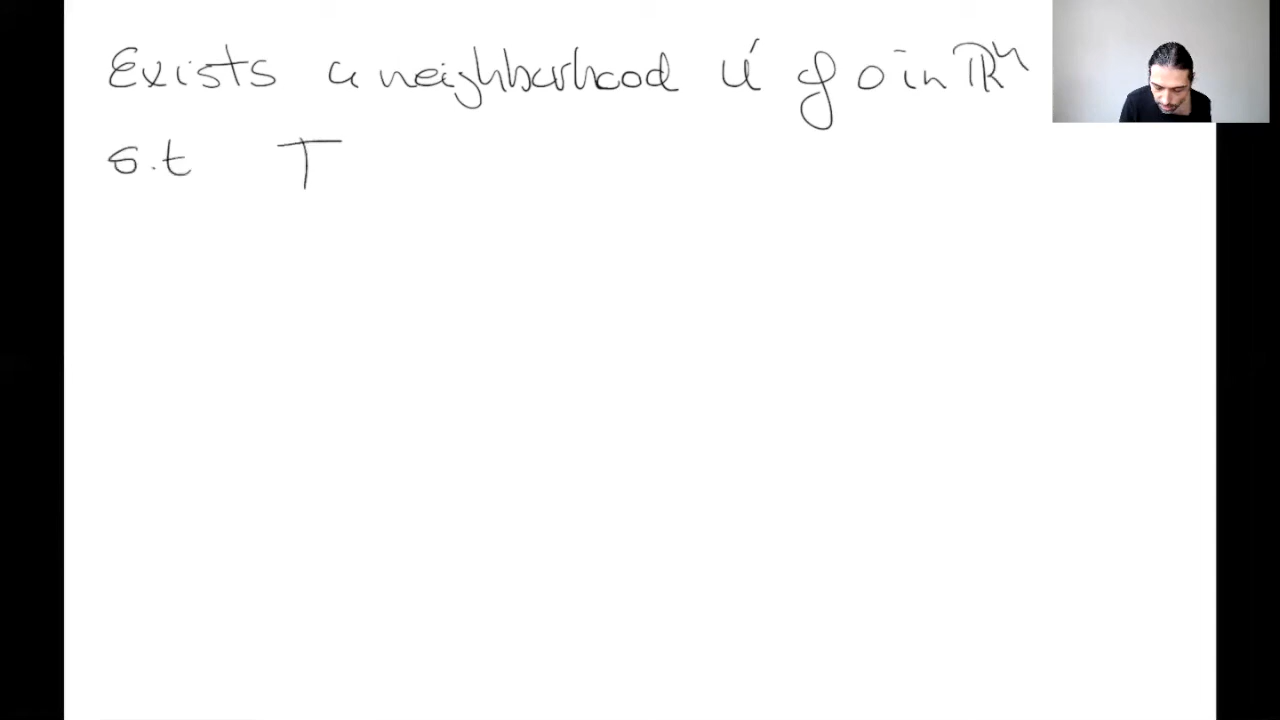 Exists a neighborhood U' of 0 in ℝⁿ
s.t T